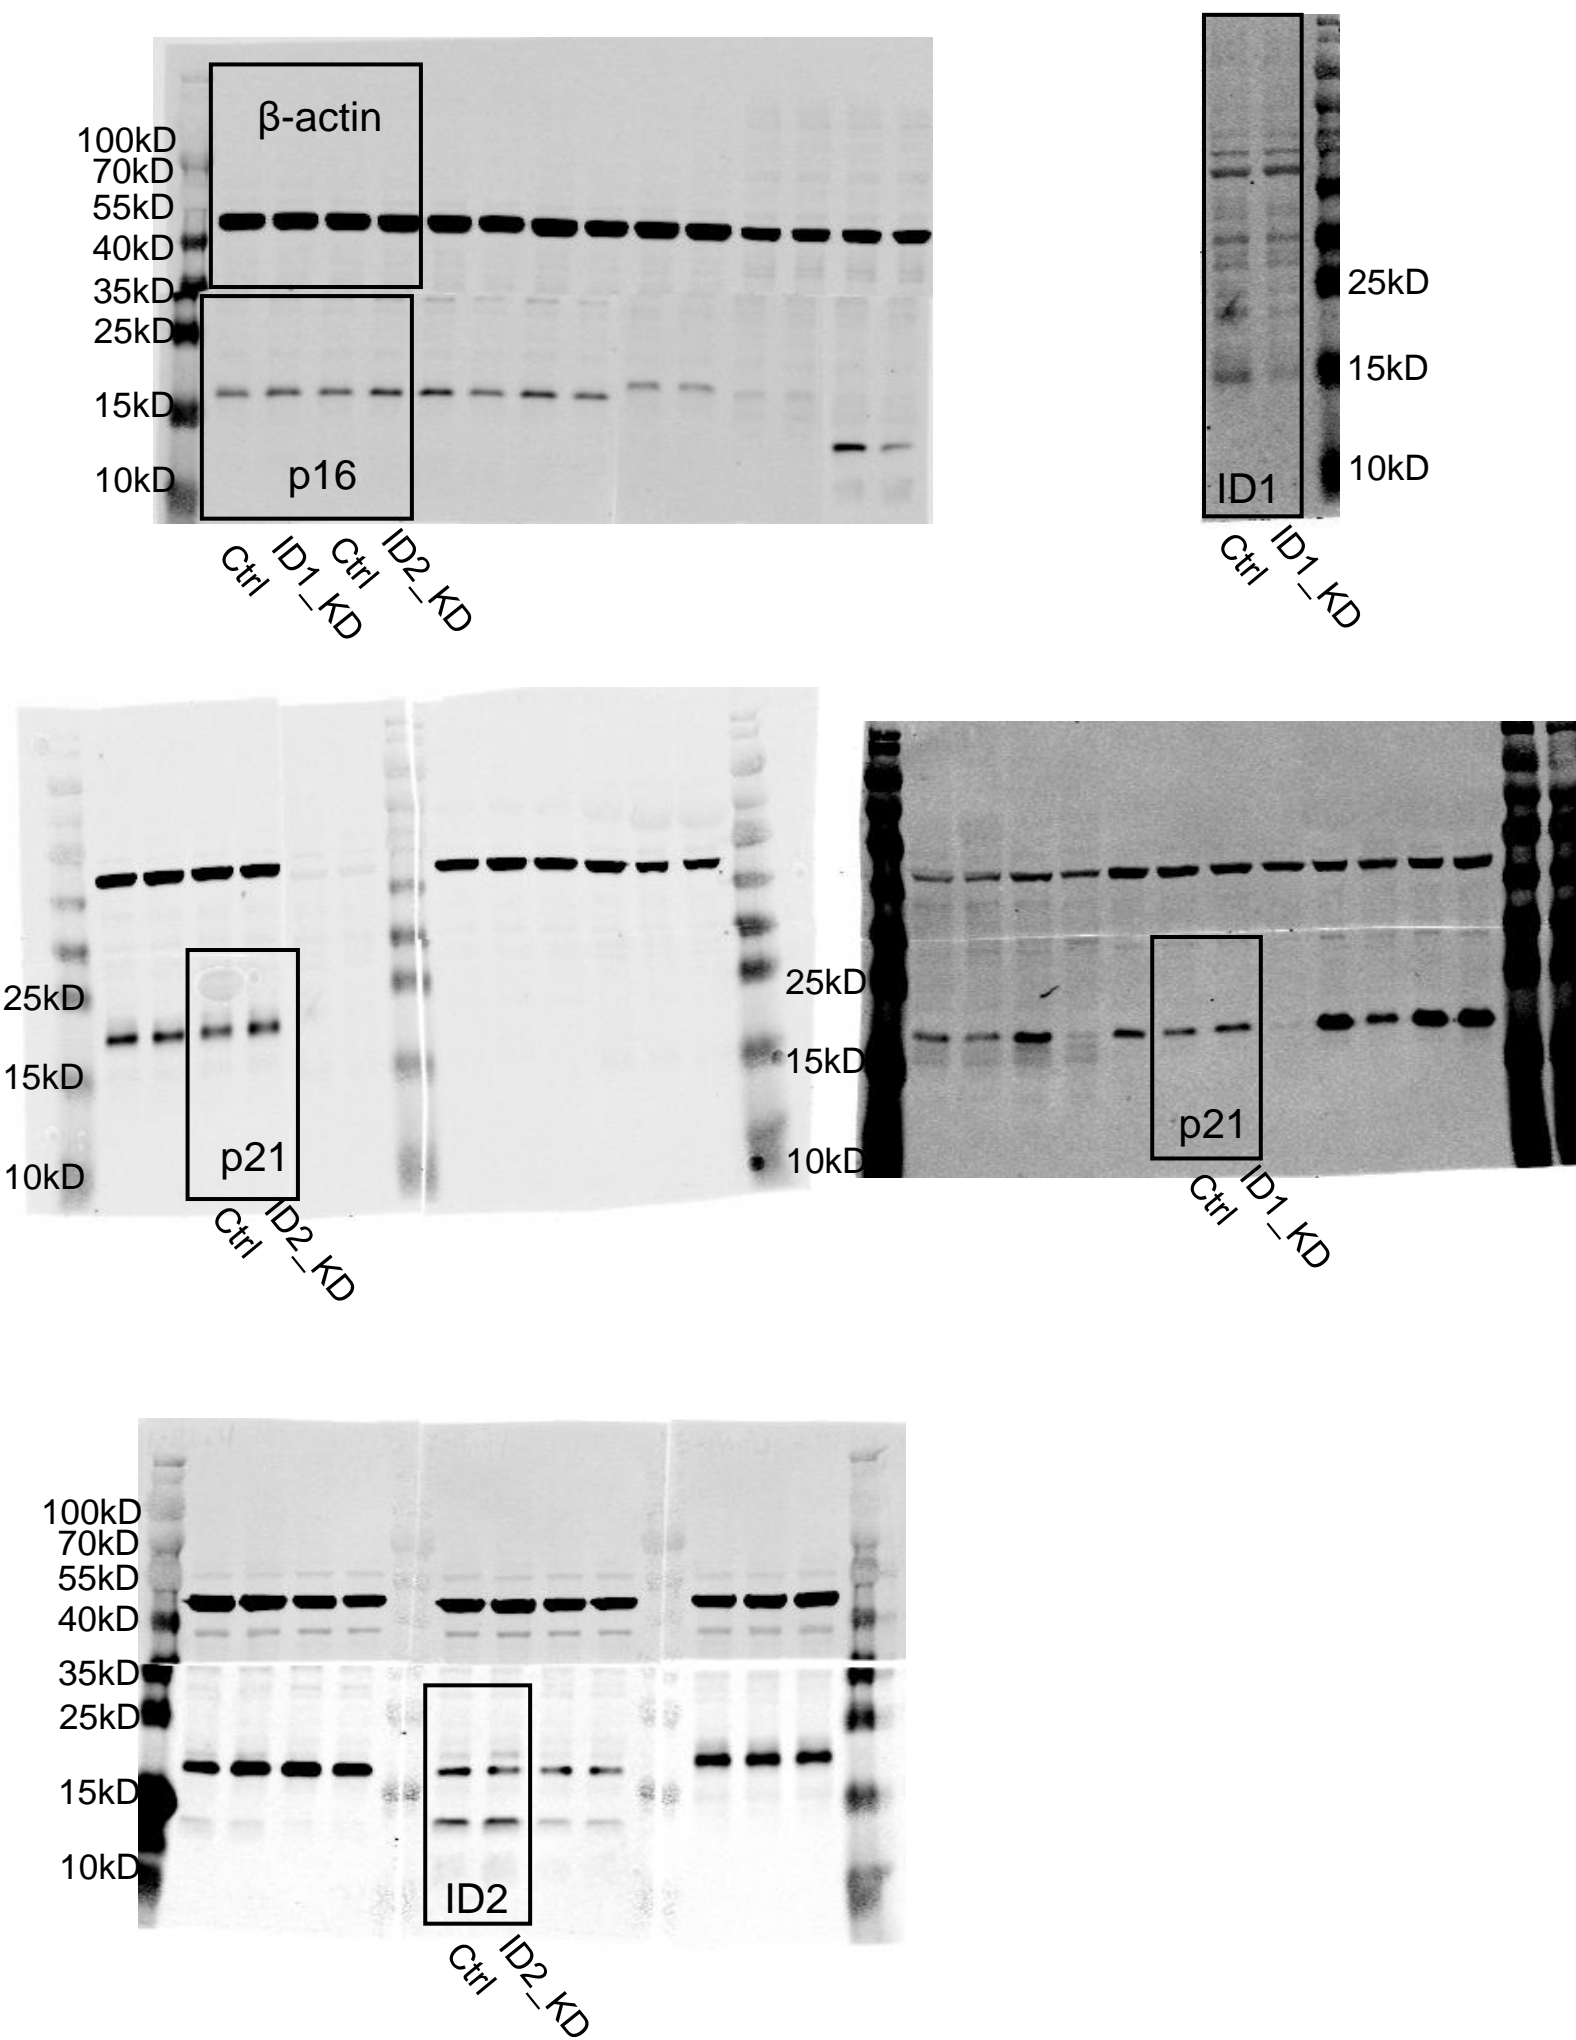 β-actin
100kD
70kD
55kD
40kD
35kD
25kD
15kD
10kD
p16
Ctrl
ID1_KD
Ctrl
ID2_KD
25kD
15kD
10kD
ID1
Ctrl
ID1_KD
25kD
15kD
10kD
p21
Ctrl
ID2_KD
25kD
15kD
10kD
p21
Ctrl
ID1_KD
100kD
70kD
55kD
40kD
35kD
25kD
15kD
10kD
ID2
Ctrl
ID2_KD